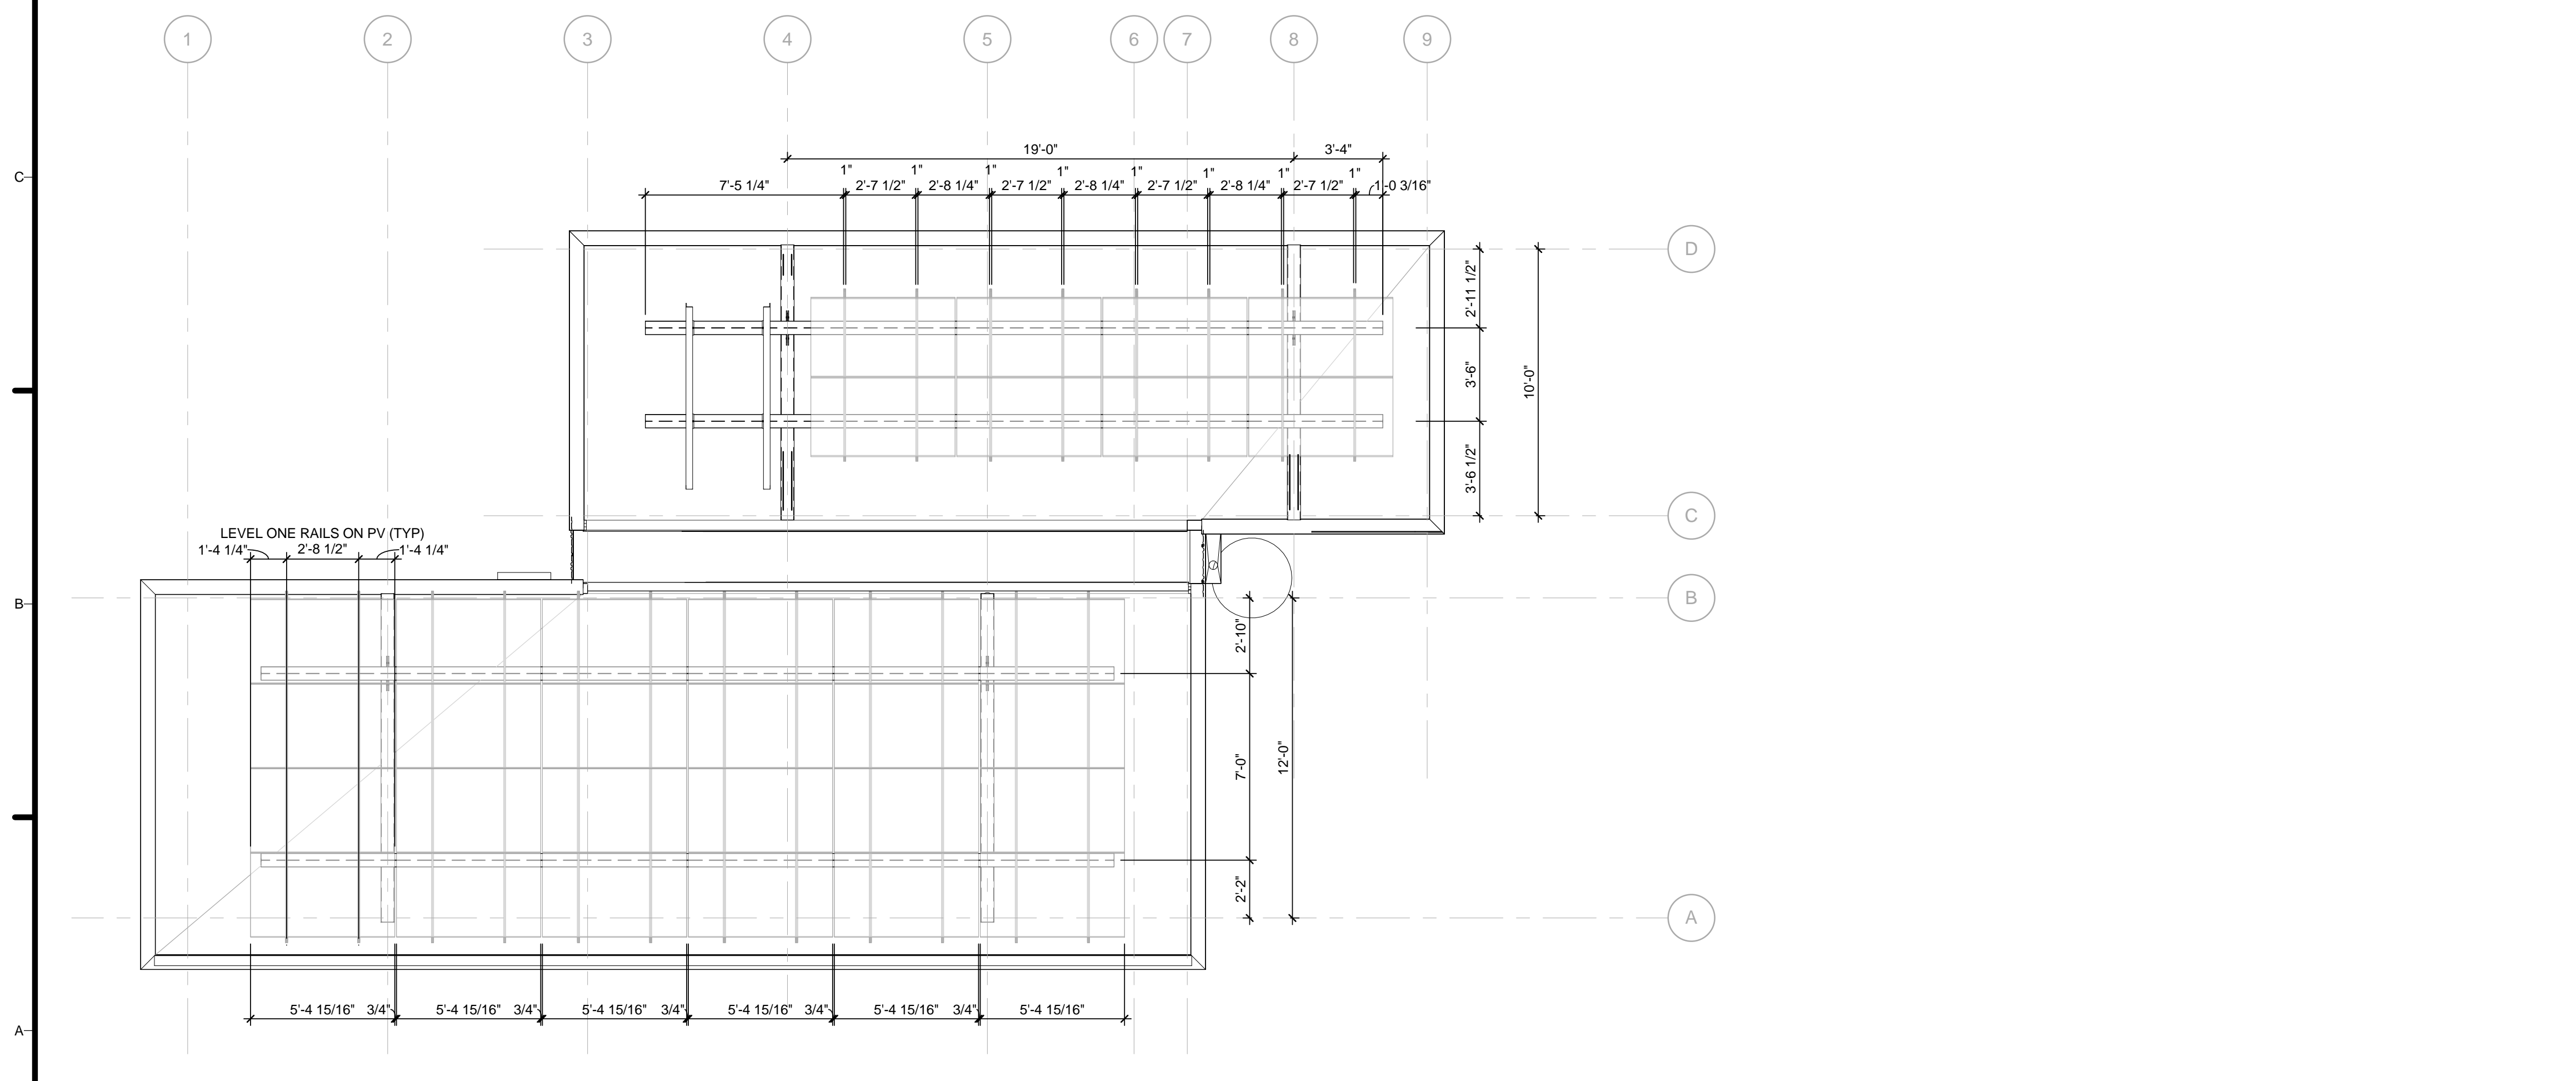 1 2 3 4 5 6 7 8 9
19'-0" 3'-4"
C
1" 1" 1" 1" 1" 1" 1" 1"
7'-5 1/4" 2'-7 1/2" 2'-8 1/4" 2'-7 1/2" 2'-8 1/4" 2'-7 1/2" 2'-8 1/4" 2'-7 1/2" 1'-0 3/16"
D
2'-11 1/2"
3'-6"
10'-0"
3'-6 1/2"
C
LEVEL ONE RAILS ON PV (TYP)
1'-4 1/4" 2'-8 1/2" 1'-4 1/4"
B
B
2'-10"
7'-0"
12'-0"
2'-2"
A
5'-4 15/16" 3/4" 5'-4 15/16" 3/4" 5'-4 15/16" 3/4" 5'-4 15/16" 3/4" 5'-4 15/16" 3/4" 5'-4 15/16"
A